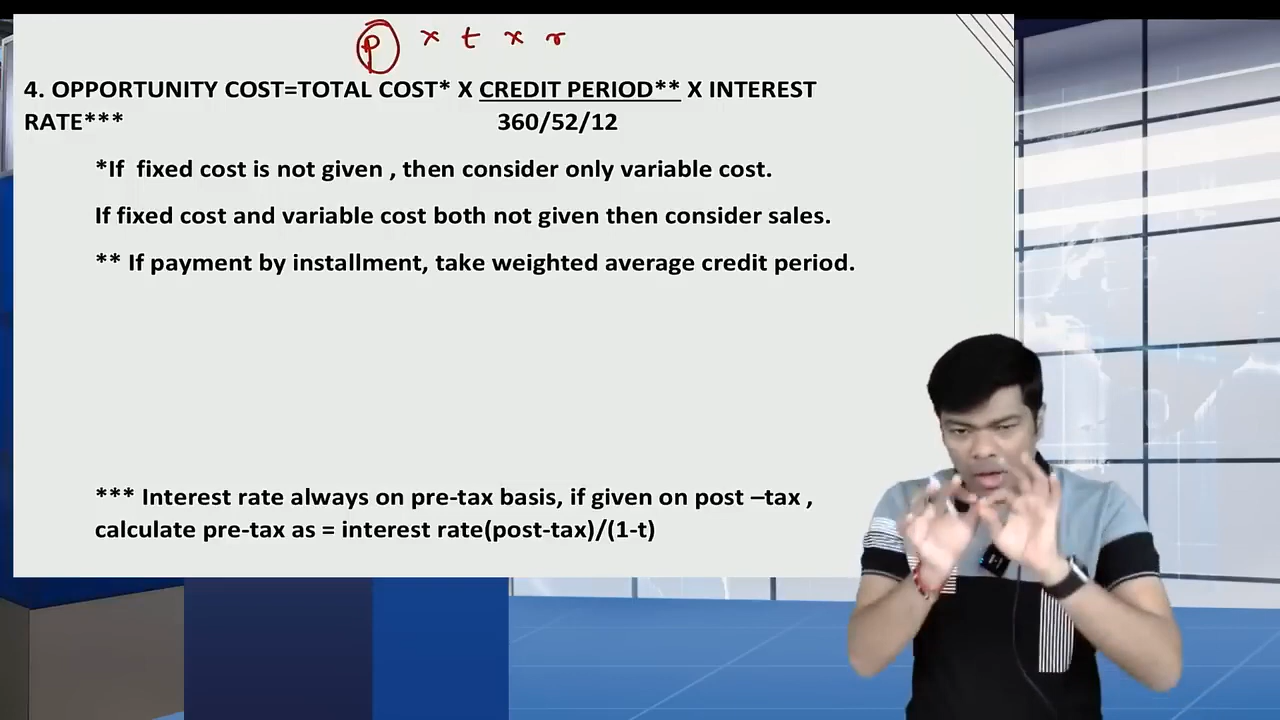 p x t x r
4. OPPORTUNITY COST=TOTAL COST* X CREDIT PERIOD** X INTEREST
RATE*** 360/52/12
*If fixed cost is not given , then consider only variable cost.
If fixed cost and variable cost both not given then consider sales.
** If payment by installment, take weighted average credit period.
*** Interest rate always on pre-tax basis, if given on post –tax ,
calculate pre-tax as = interest rate(post-tax)/(1-t)